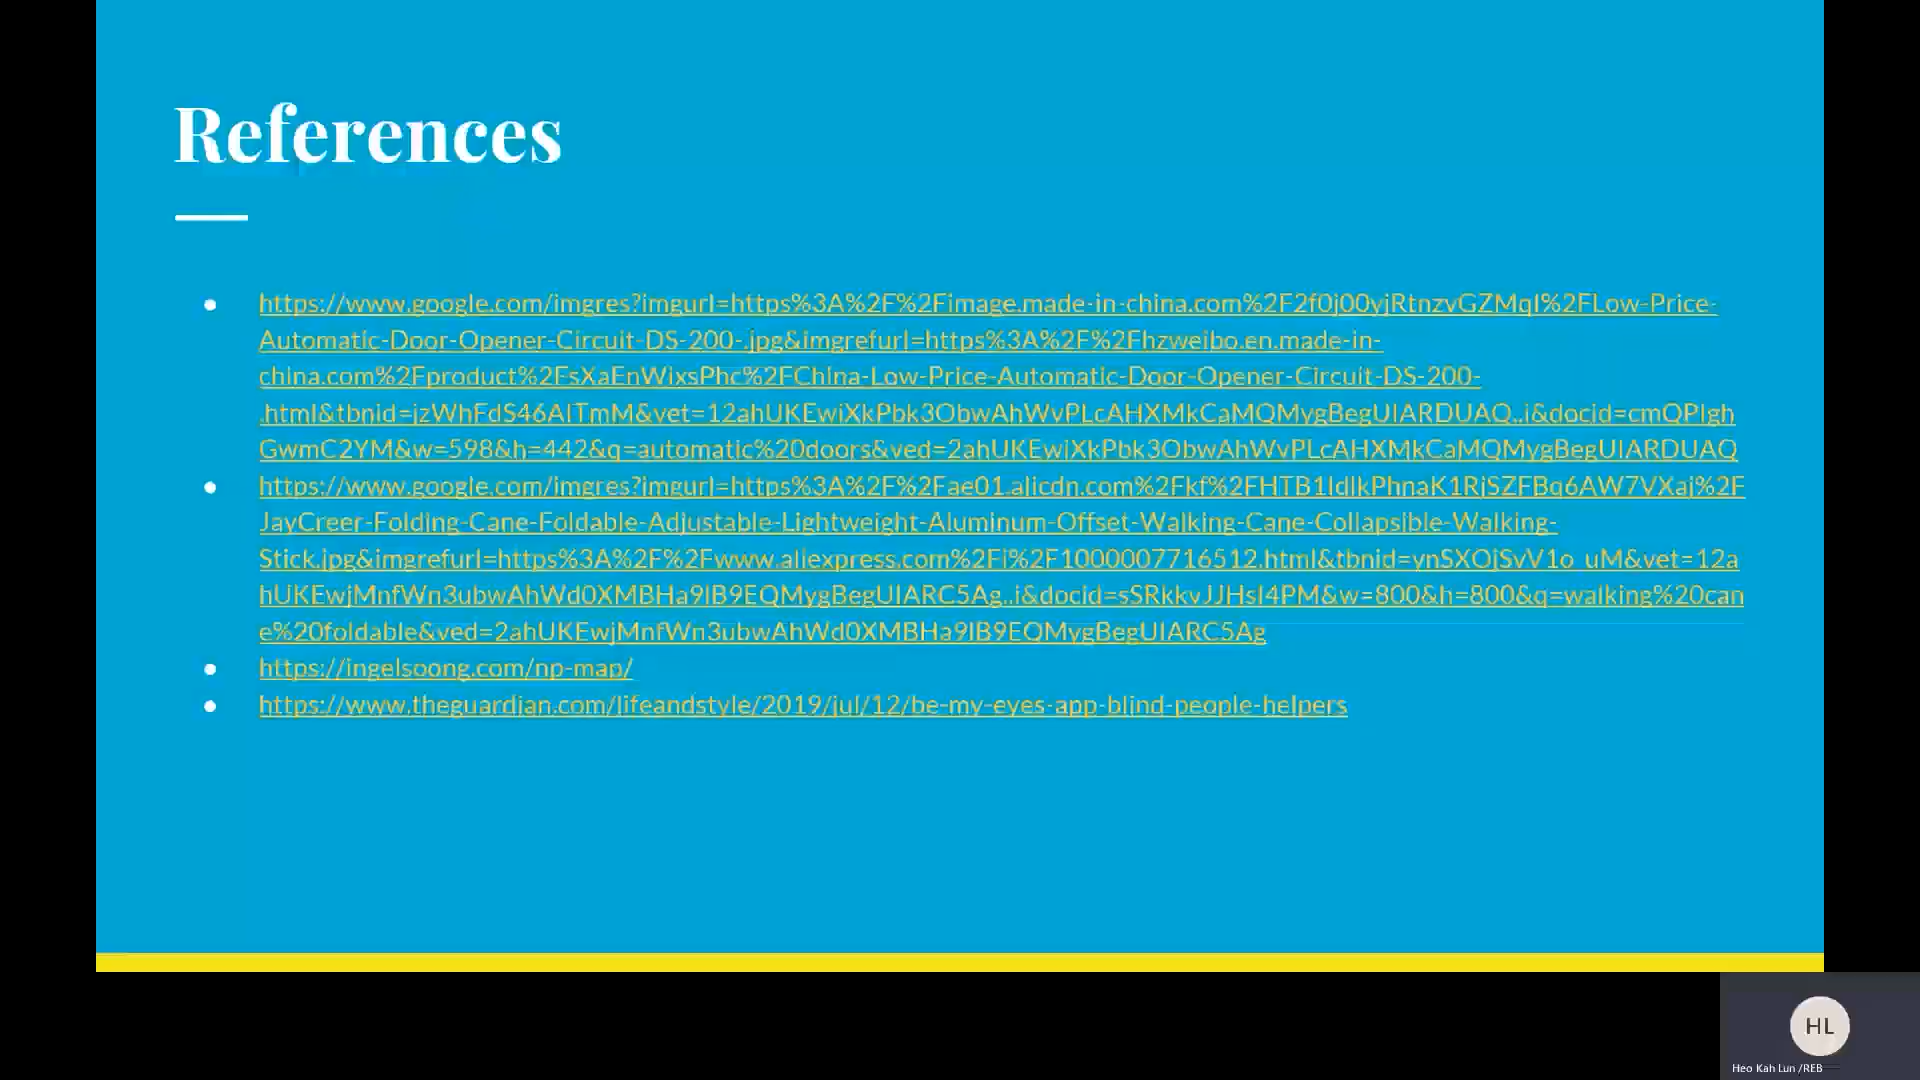 References
https://www.google.com/imgres?imgurl=https%3A%2F%2Fimage.made-in-china.com%2F2f0j00yjRtnzvGZMqI%2FLow-Price-
Automatic-Door-Opener-Circuit-DS-200-.jpg&imgrefurl=https%3A%2F%2Fhzweibo.en.made-in-
china.com%2Fproduct%2FsXaEnWixsPhc%2FChina-Low-Price-Automatic-Door-Opener-Circuit-DS-200-
.html&tbnid=jzWhFdS46AITmM&vet=12ahUKEwiXkPbk3ObwAhWvPLcAHXMkCaMQMygBegUIARDUAQ..i&docid=cmQPIgh
GwmC2YM&w=598&h=442&q=automatic%20doors&ved=2ahUKEwiXkPbk3ObwAhWvPLcAHXMkCaMQMygBegUIARDUAQ
https://www.google.com/imgres?imgurl=https%3A%2F%2Fae01.alicdn.com%2Fkf%2FHTB1IdlkPhnaK1RjSZFBq6AW7VXaj%2F
JayCreer-Folding-Cane-Foldable-Adjustable-Lightweight-Aluminum-Offset-Walking-Cane-Collapsible-Walking-
Stick.jpg&imgrefurl=https%3A%2F%2Fwww.aliexpress.com%2Fi%2F1000007716512.html&tbnid=ynSXOjSvV1o_uM&vet=12a
hUKEwjMnfWn3ubwAhWd0XMBHa9IB9EQMygBegUIARC5Ag..i&docid=sSRkkvJJHsI4PM&w=800&h=800&q=walking%20can
e%20foldable&ved=2ahUKEwjMnfWn3ubwAhWd0XMBHa9IB9EQMygBegUIARC5Ag
https://ingelsoong.com/np-map/
https://www.theguardian.com/lifeandstyle/2019/jul/12/be-my-eyes-app-blind-people-helpers
HL
Heo Kah Lun /REB